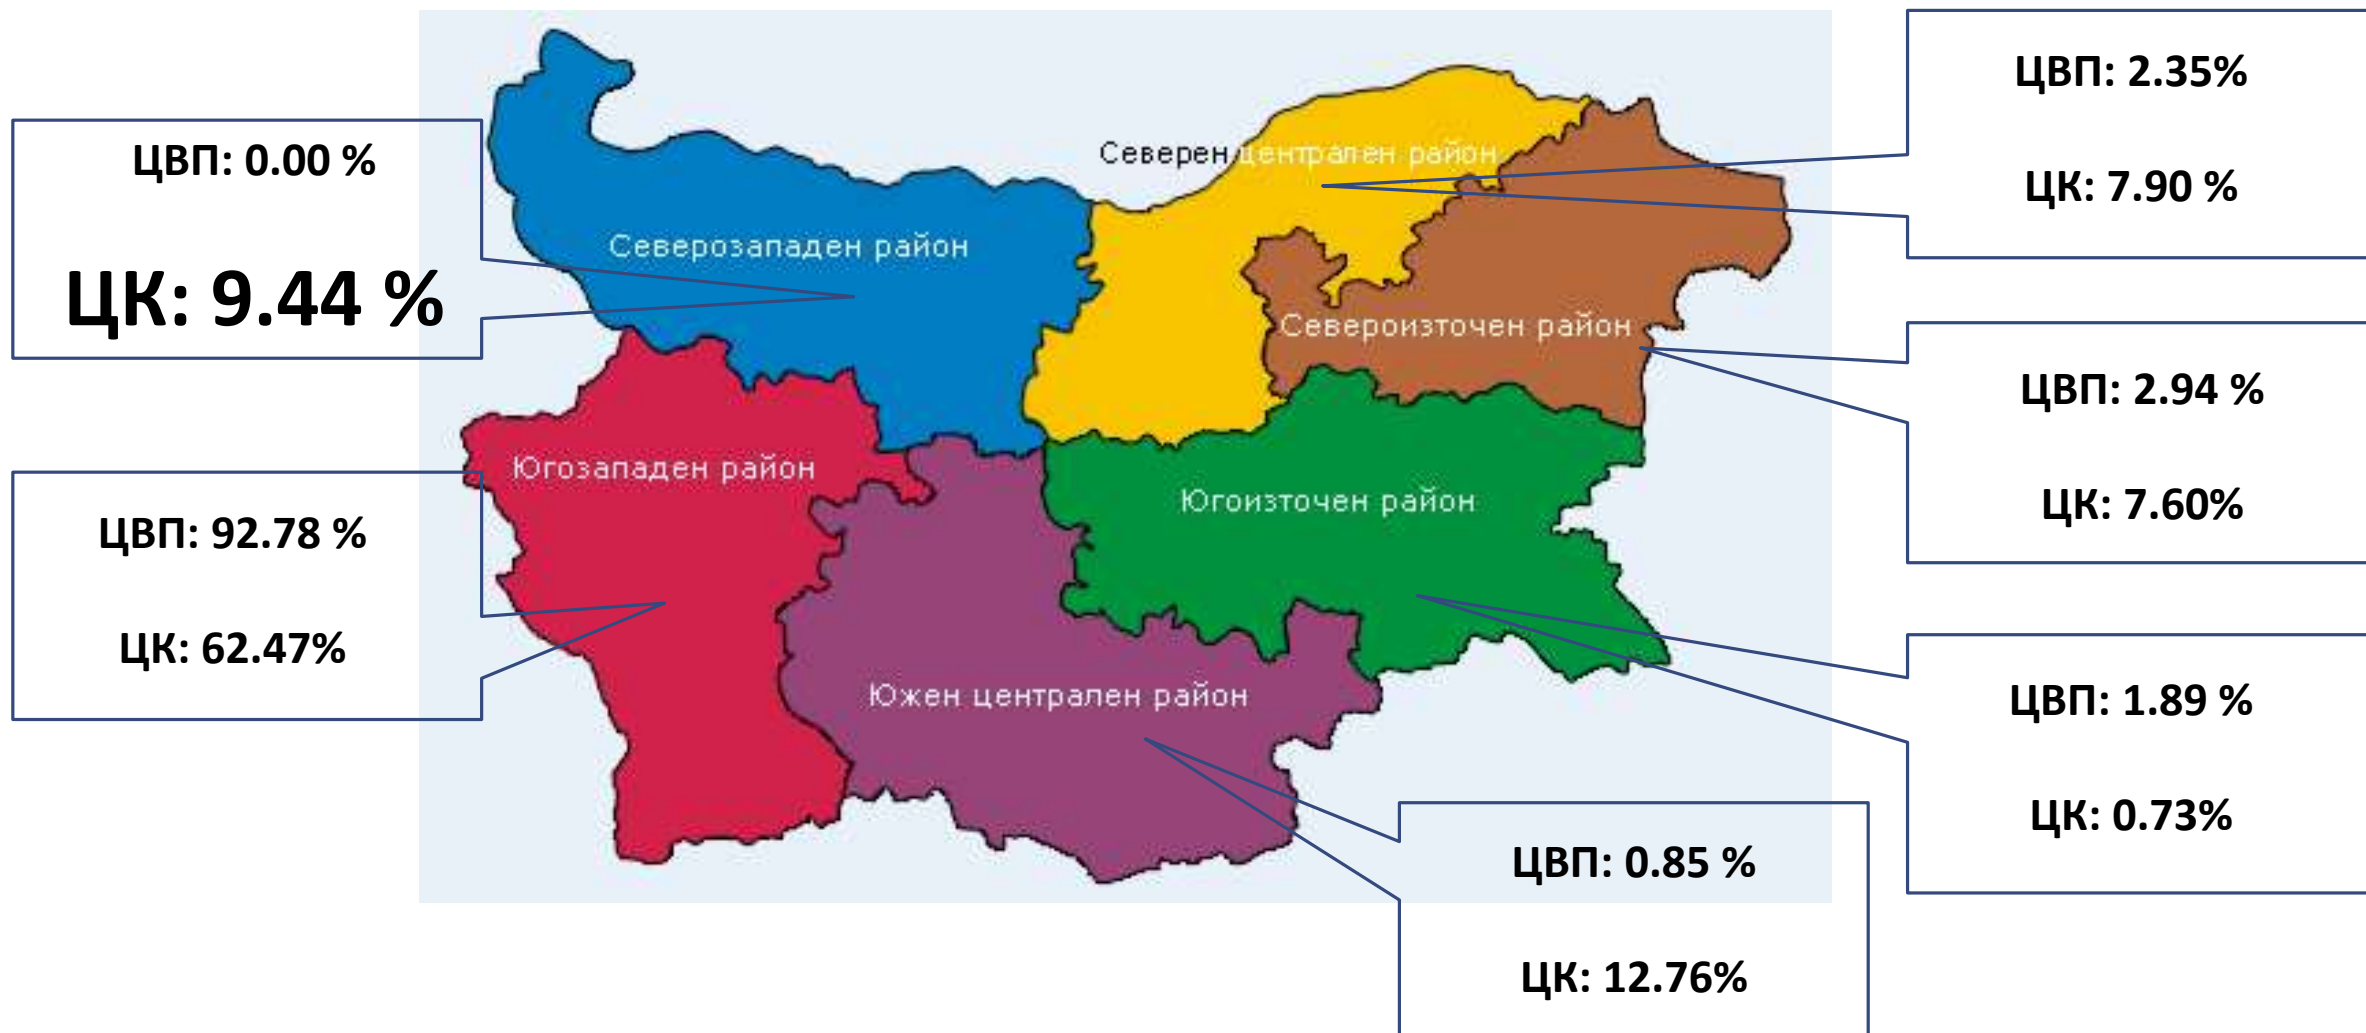 ЦВП: 0.00 %
ЦК: 9.44 %
ЦВП: 92.78 %
ЦК: 62.47%
Северозападен район
Северен централен район
Североизточен район
Югозападен район
Югоизточен район
Южен централен район
ЦВП: 2.35%
ЦК: 7.90 %
ЦВП: 2.94 %
ЦК: 7.60%
ЦВП: 1.89 %
ЦК: 0.73%
ЦВП: 0.85 %
ЦК: 12.76%